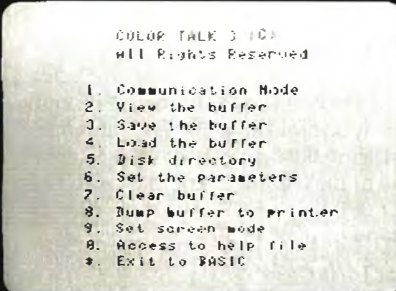 COLOR TALK 3 (C)
All Rights Reserved
1. Communication Mode
2. View the buffer
3. Save the buffer
4. Load the buffer
5. Disk directory
6. Set the parameters
7. Clear buffer
8. Dump buffer to printer
9. Set screen mode
0. Access to help file
*. Exit to BASIC